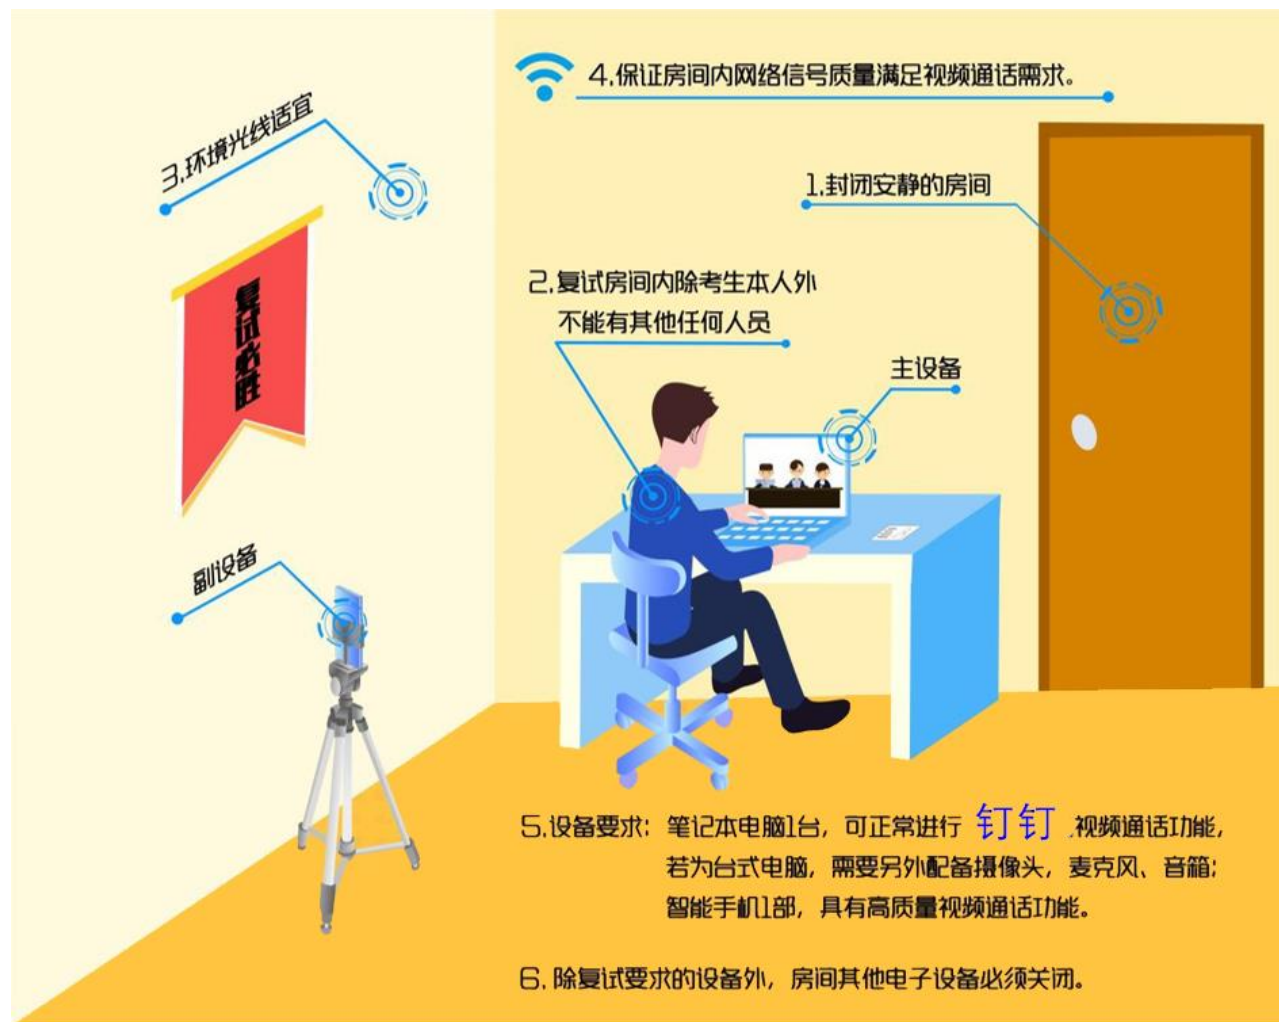 4.保证房间内网络信号质量满足视频通话需求。
3.环境光线适宜
1.封闭安静的房间
2.复试房间内除考生本人外
不能有其他任何人员
复试必胜
主设备
副设备
5.设备要求: 笔记本电脑1台，可正常进行 钉钉 视频通话功能,
若为台式电脑，需要另外配备摄像头，麦克风、音箱;
智能手机1部，具有高质量视频通话功能。
6.除复试要求的设备外，房间其他电子设备必须关闭。